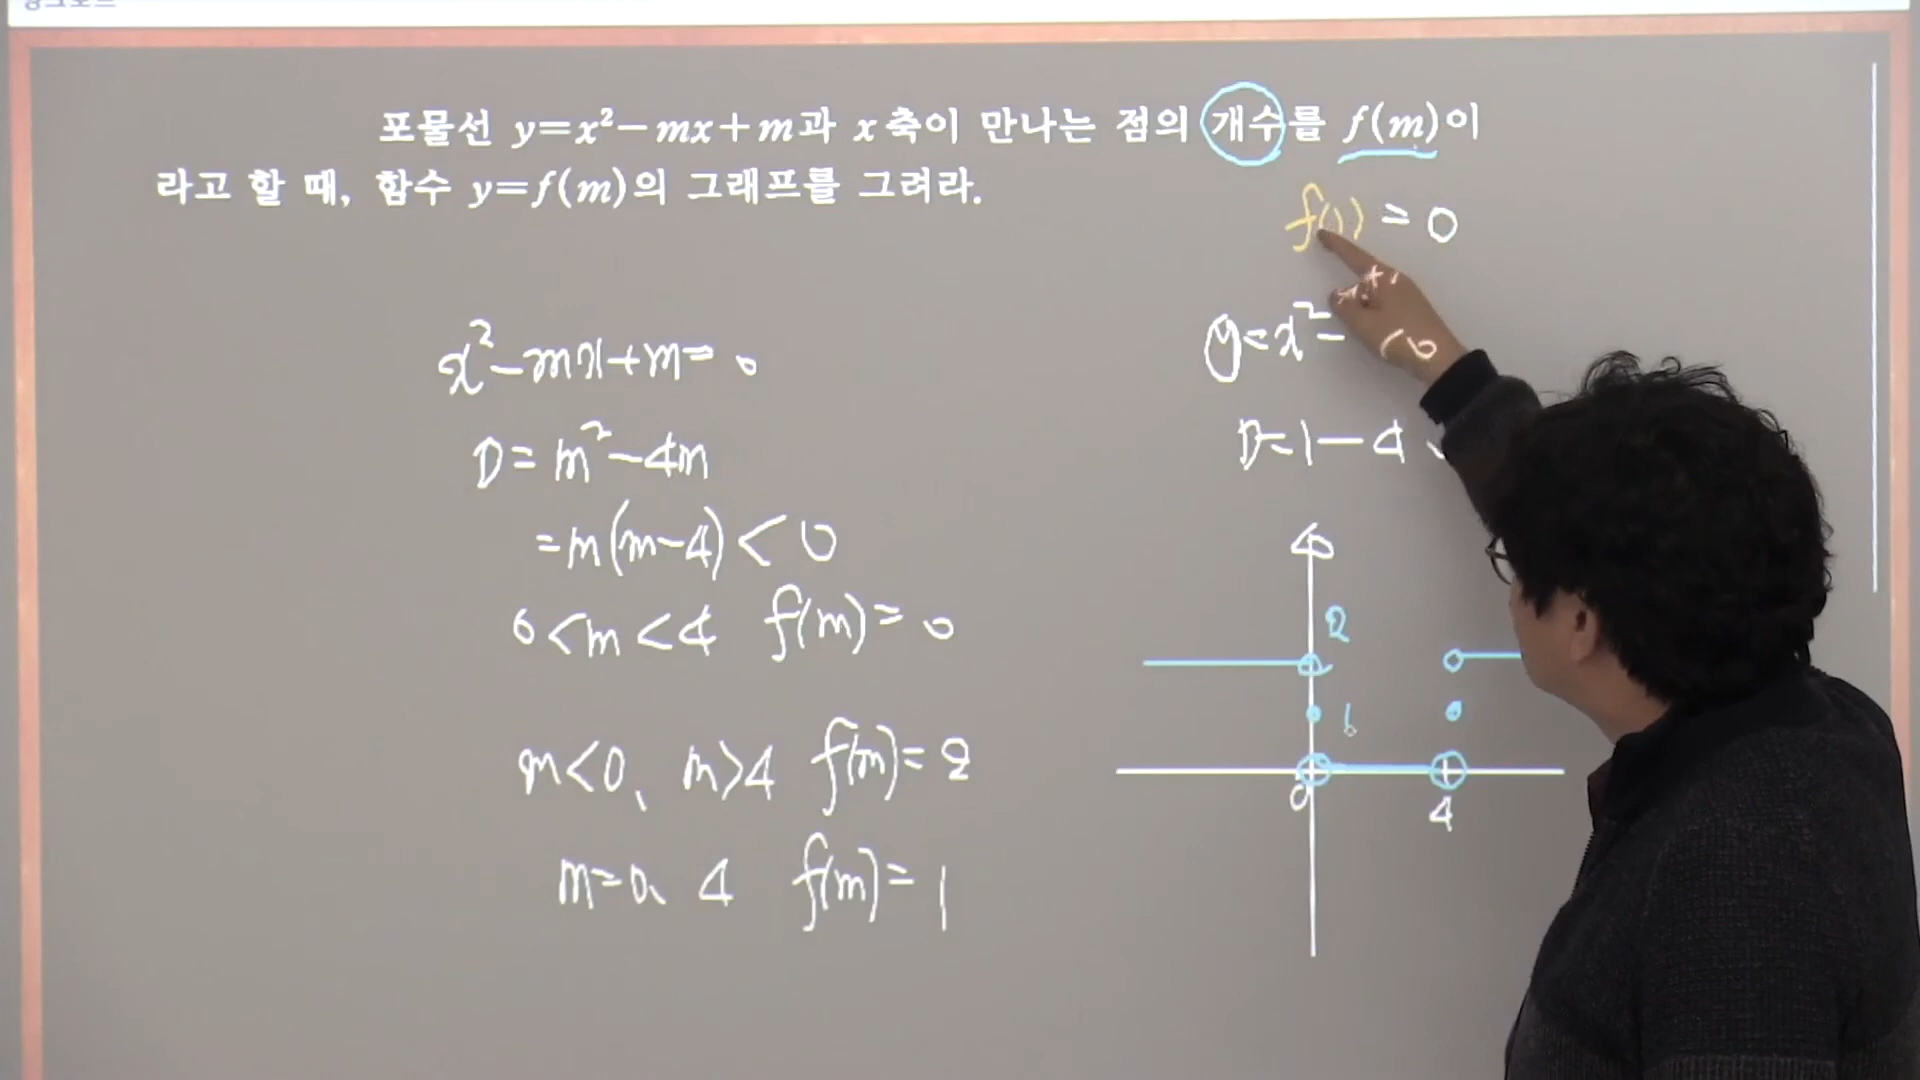 포물선 y=x²-mx+m과 x축이 만나는 점의 개수를 f(m)이
라고 할 때, 함수 y=f(m)의 그래프를 그려라.
f(1) = 0
x²-mx+m=0
D=m²-4m
=m(m-4)<0
0<m<4 f(m)=0
m<0, m>4 f(m)=2
m=0, 4 f(m)=1
y=x²-
D=1-4
2
1
0 4